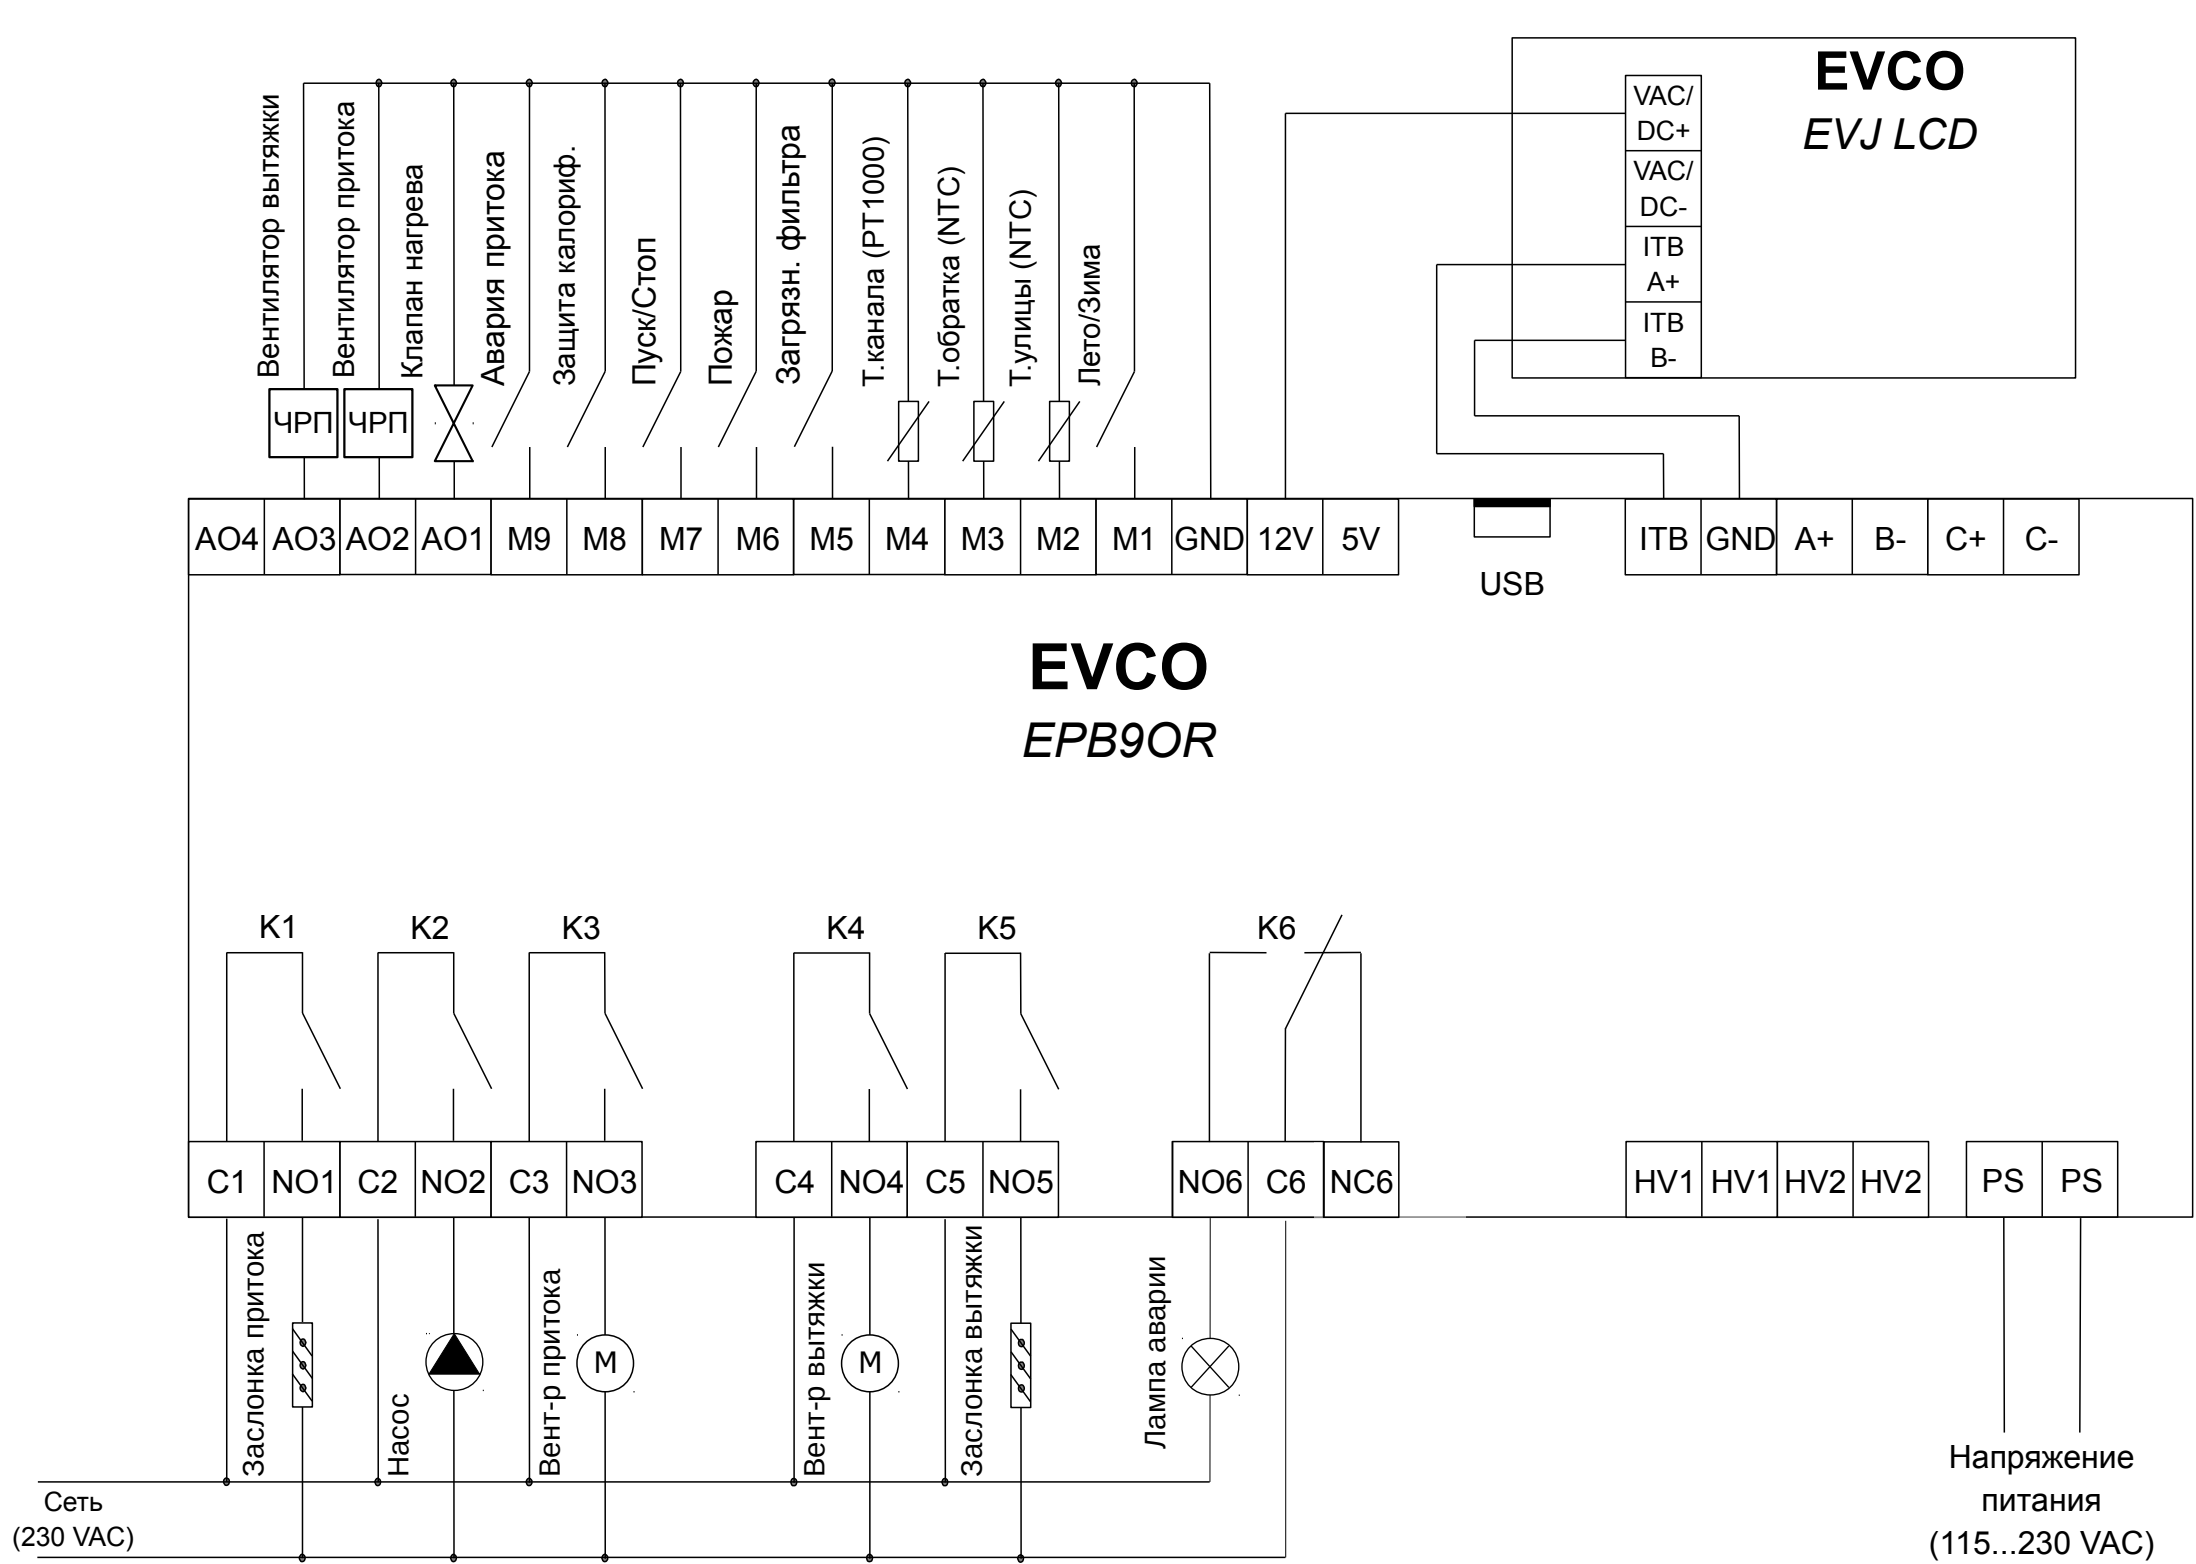 EVCO
EVJ LCD
VAC/
DC+
VAC/
DC-
ITB
A+
ITB
B-
Вентилятор вытяжки
Вентилятор притока
Клапан нагрева
Авария притока
Защита калориф.
Пуск/Стоп
Пожар
Загрязн. фильтра
Т.канала (PT1000)
Т.обратка (NTC)
Т.улицы (NTC)
Лето/Зима
ЧРП ЧРП
AO4 AO3 AO2 AO1 M9 M8 M7 M6 M5 M4 M3 M2 M1 GND 12V 5V ITB GND A+ B- C+ C-
USB
EVCO
EPB9OR
K1 K2 K3 K4 K5 K6
C1 NO1 C2 NO2 C3 NO3 C4 NO4 C5 NO5 NO6 C6 NC6 HV1 HV1 HV2 HV2 PS PS
Заслонка притока
Насос
Вент-р притока
M
Вент-р вытяжки
M
Заслонка вытяжки
Лампа аварии
Сеть
(230 VAC)
Напряжение
питания
(115...230 VAC)